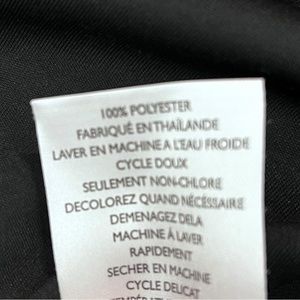 100% POLYESTER
FABRIQUÉ EN THAÏLANDE
LAVER EN MACHINE A L'EAU FROIDE
CYCLE DOUX
SEULEMENT NON-CHLORE
DECOLOREZ QUAND NÉCESSAIRE
DEMENAGEZ DELA
MACHINE À LAVER
RAPIDEMENT
SECHER EN MACHINE
CYCLE DELICAT
TEMPÉRATURE